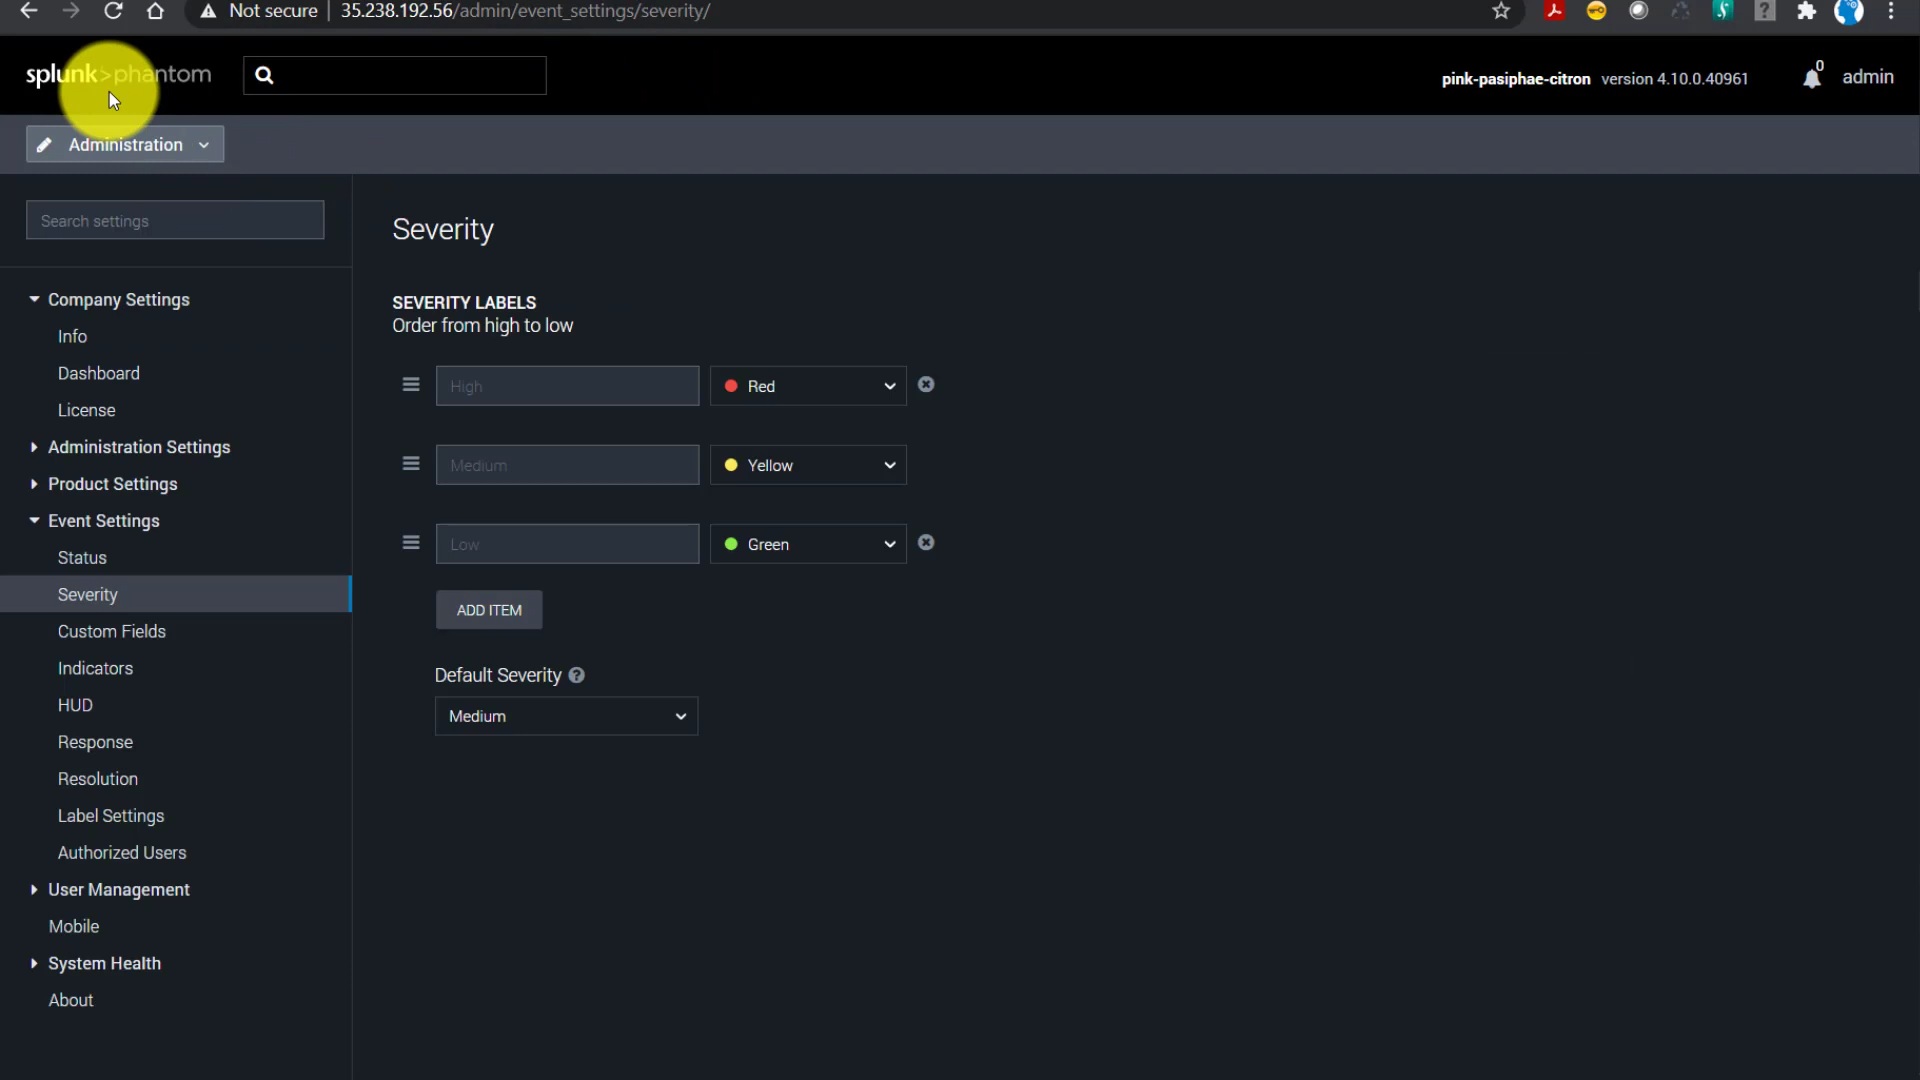 Not secure | 35.238.192.56/admin/event_settings/severity/
splunk>phantom
pink-pasiphae-citron version 4.10.0.40961
0
admin
Administration
Search settings
Company Settings
Info
Dashboard
License
Administration Settings
Product Settings
Event Settings
Status
Severity
Custom Fields
Indicators
HUD
Response
Resolution
Label Settings
Authorized Users
User Management
Mobile
System Health
About
Severity
SEVERITY LABELS
Order from high to low
High
Red
Medium
Yellow
Low
Green
ADD ITEM
Default Severity ?
Medium